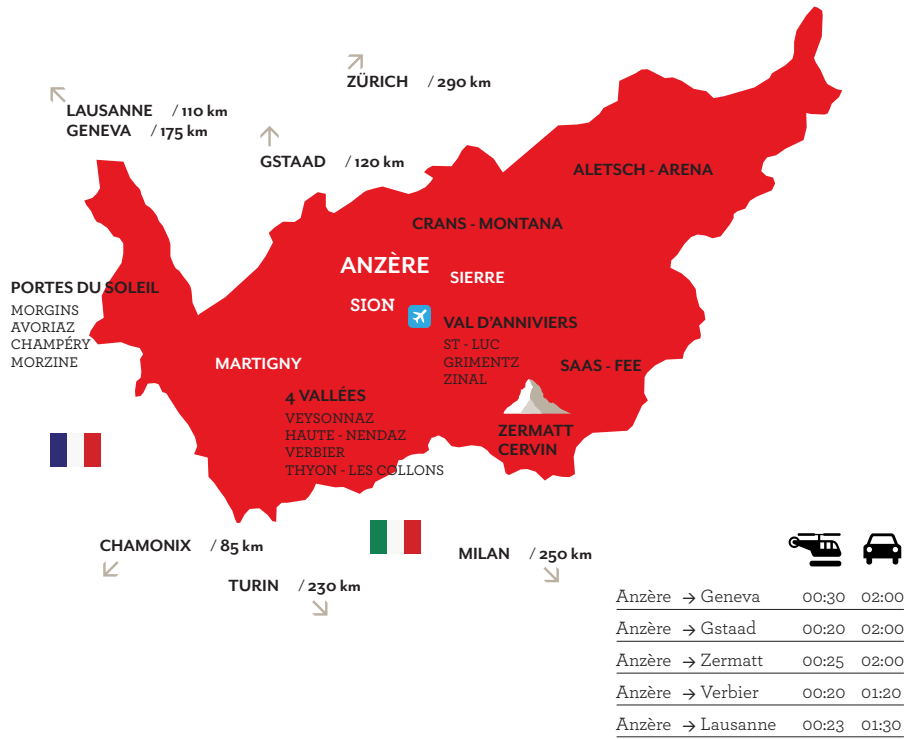 ZÜRICH / 290 km
LAUSANNE / 110 km
GENEVA / 175 km
GSTAAD / 120 km
ALETSCH - ARENA
CRANS - MONTANA
ANZÈRE
SIERRE
PORTES DU SOLEIL
MORGINS
AVORIAZ
CHAMPÉRY
MORZINE
SION
VAL D'ANNIVIERS
ST - LUC
GRIMENTZ
ZINAL
MARTIGNY
SAAS - FEE
4 VALLÉES
VEYSONNAZ
HAUTE - NENDAZ
VERBIER
THYON - LES COLLONS
ZERMATT
CERVIN
CHAMONIX / 85 km
MILAN / 250 km
TURIN / 230 km
Anzère → Geneva 00:30 02:00
Anzère → Gstaad 00:20 02:00
Anzère → Zermatt 00:25 02:00
Anzère → Verbier 00:20 01:20
Anzère → Lausanne 00:23 01:30